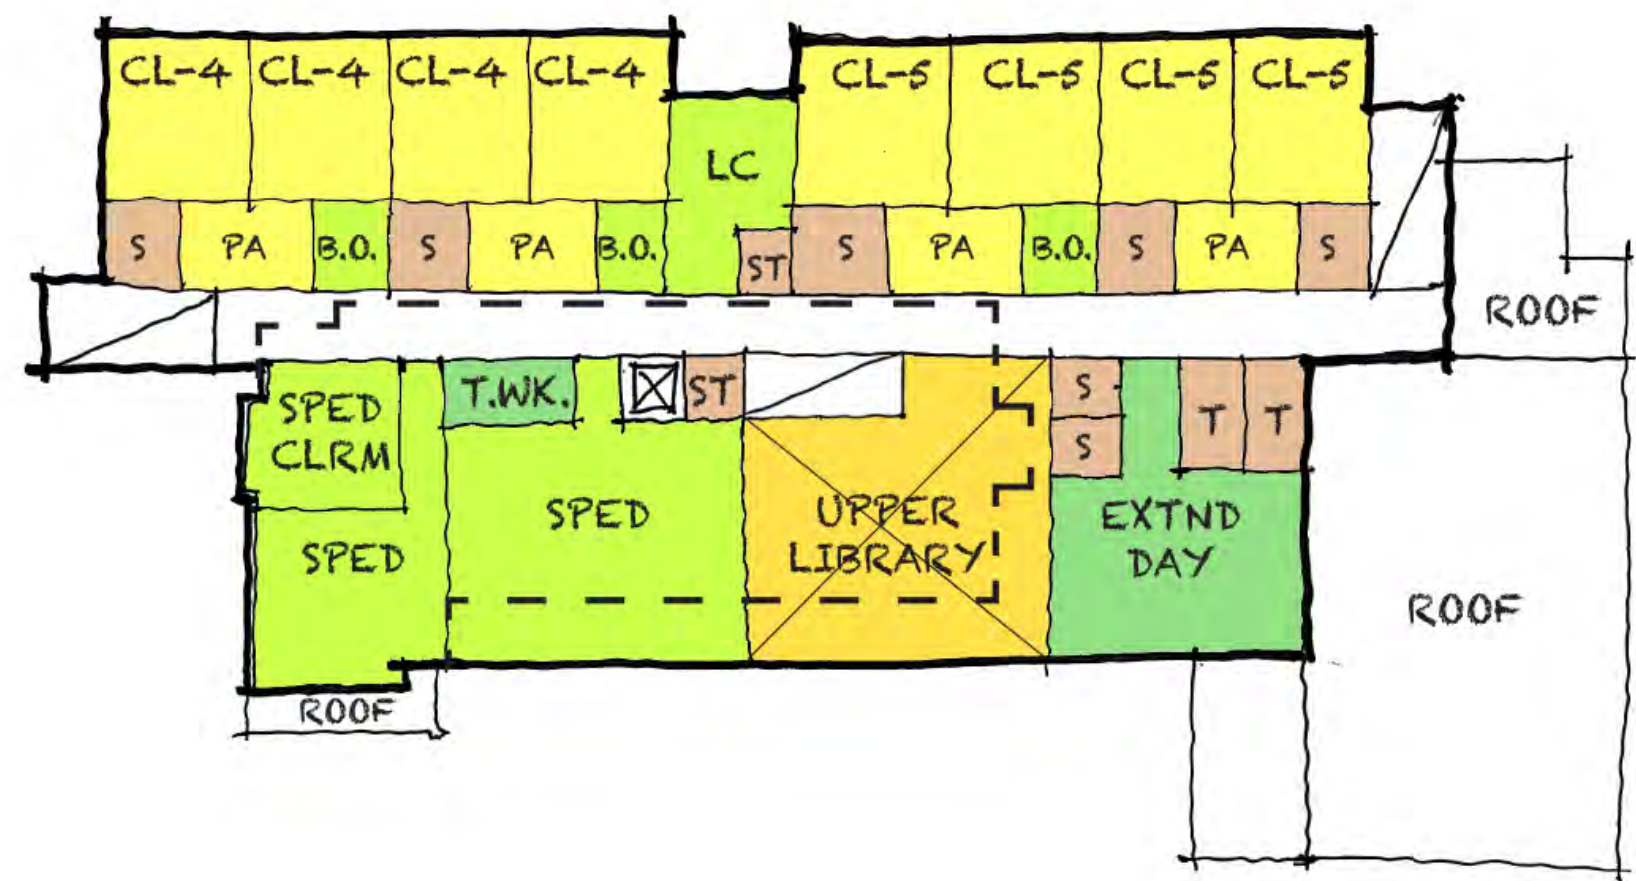 CL-4 CL-4 CL-4 CL-4 CL-5 CL-5 CL-5 CL-5
LC
S PA B.O. S PA B.O. ST S PA B.O. S PA S
ROOF
SPED
CLRM
T.WK.
ST
S
S
T T
SPED
SPED
UPPER
LIBRARY
EXTND
DAY
ROOF
ROOF